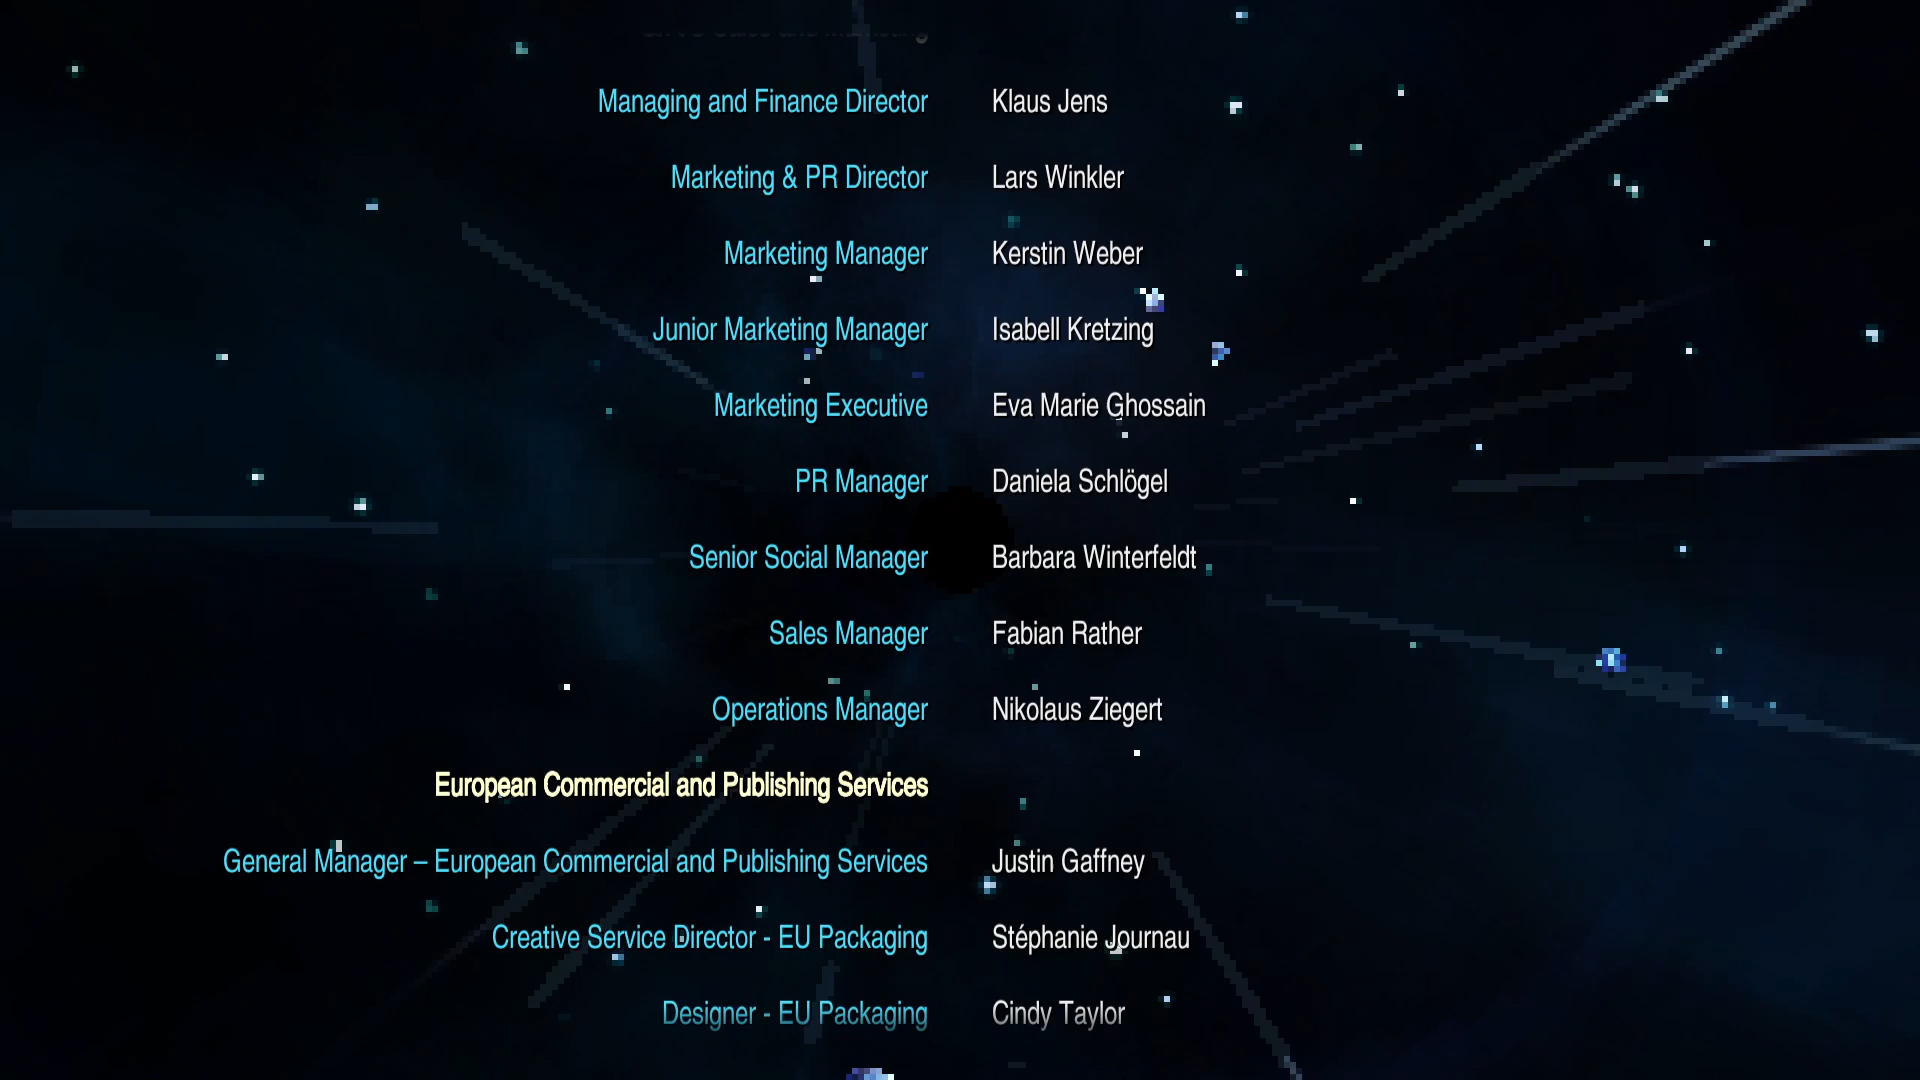 Managing and Finance Director Klaus Jens
Marketing & PR Director Lars Winkler
Marketing Manager Kerstin Weber
Junior Marketing Manager Isabell Kretzing
Marketing Executive Eva Marie Ghossain
PR Manager Daniela Schlögel
Senior Social Manager Barbara Winterfeldt
Sales Manager Fabian Rather
Operations Manager Nikolaus Ziegert
European Commercial and Publishing Services
General Manager – European Commercial and Publishing Services Justin Gaffney
Creative Service Director - EU Packaging Stéphanie Journau
Designer - EU Packaging Cindy Taylor